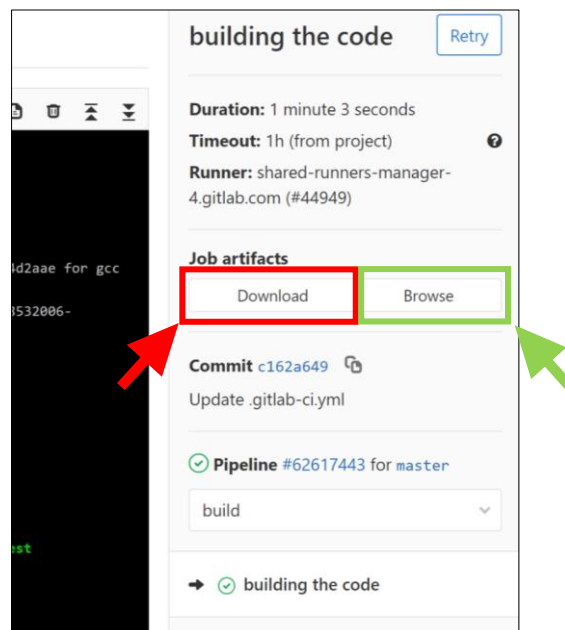 building the code
Retry
Duration: 1 minute 3 seconds
Timeout: 1h (from project)
Runner: shared-runners-manager-
4.gitlab.com (#44949)
d2aae for gcc
3532006-
Job artifacts
Download Browse
Commit c162a649
Update .gitlab-ci.yml
Pipeline #62617443 for master
build
est
building the code